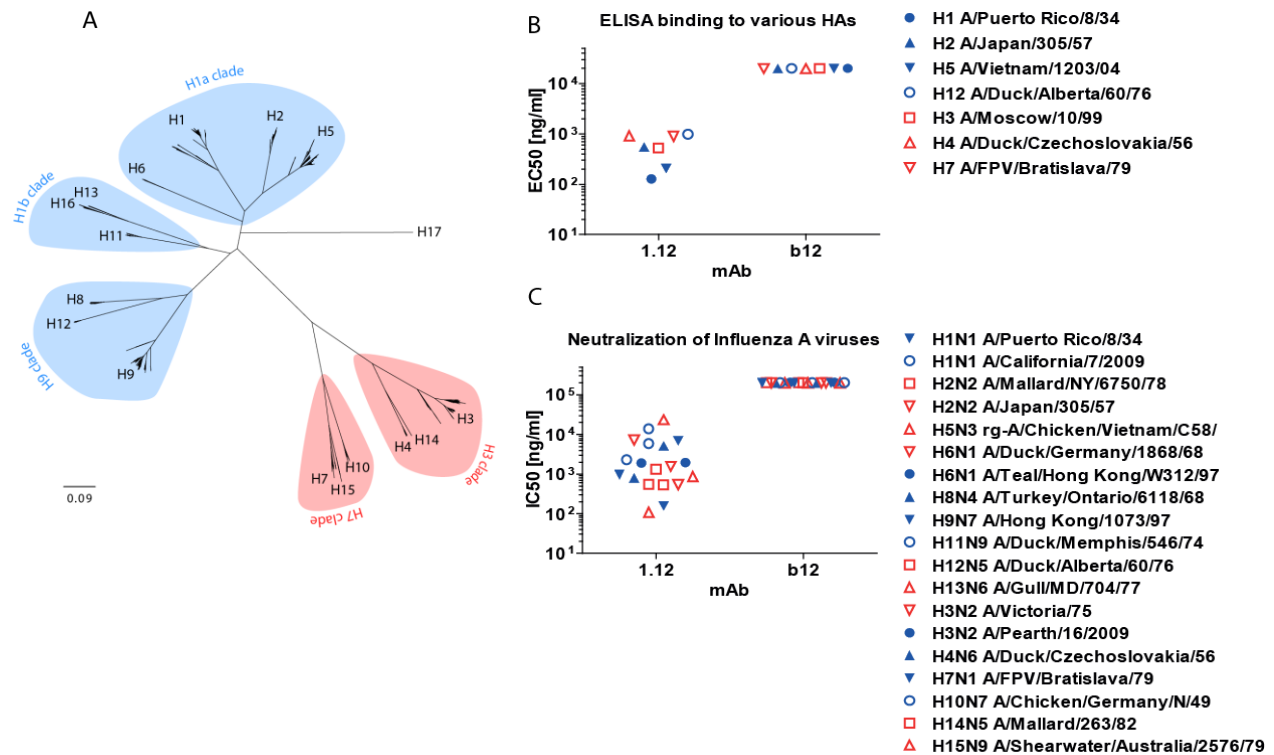 A
H1a clade
H1
H2
H5
H6
H1b clade
H13
H16
H11
H17
H8
H12
H9
H9 clade
H3
H14
H4
H3 clade
H10
H7
H15
H7 clade
0.09
B
ELISA binding to various HAs
EC50 [ng/ml]
10⁴
10³
10²
10¹
1.12
b12
mAb
H1 A/Puerto Rico/8/34
H2 A/Japan/305/57
H5 A/Vietnam/1203/04
H12 A/Duck/Alberta/60/76
H3 A/Moscow/10/99
H4 A/Duck/Czechoslovakia/56
H7 A/FPV/Bratislava/79
C
Neutralization of Influenza A viruses
IC50 [ng/ml]
10⁵
10⁴
10³
10²
10¹
1.12
b12
mAb
H1N1 A/Puerto Rico/8/34
H1N1 A/California/7/2009
H2N2 A/Mallard/NY/6750/78
H2N2 A/Japan/305/57
H5N3 rg-A/Chicken/Vietnam/C58/
H6N1 A/Duck/Germany/1868/68
H6N1 A/Teal/Hong Kong/W312/97
H8N4 A/Turkey/Ontario/6118/68
H9N7 A/Hong Kong/1073/97
H11N9 A/Duck/Memphis/546/74
H12N5 A/Duck/Alberta/60/76
H13N6 A/Gull/MD/704/77
H3N2 A/Victoria/75
H3N2 A/Pearth/16/2009
H4N6 A/Duck/Czechoslovakia/56
H7N1 A/FPV/Bratislava/79
H10N7 A/Chicken/Germany/N/49
H14N5 A/Mallard/263/82
H15N9 A/Shearwater/Australia/2576/79